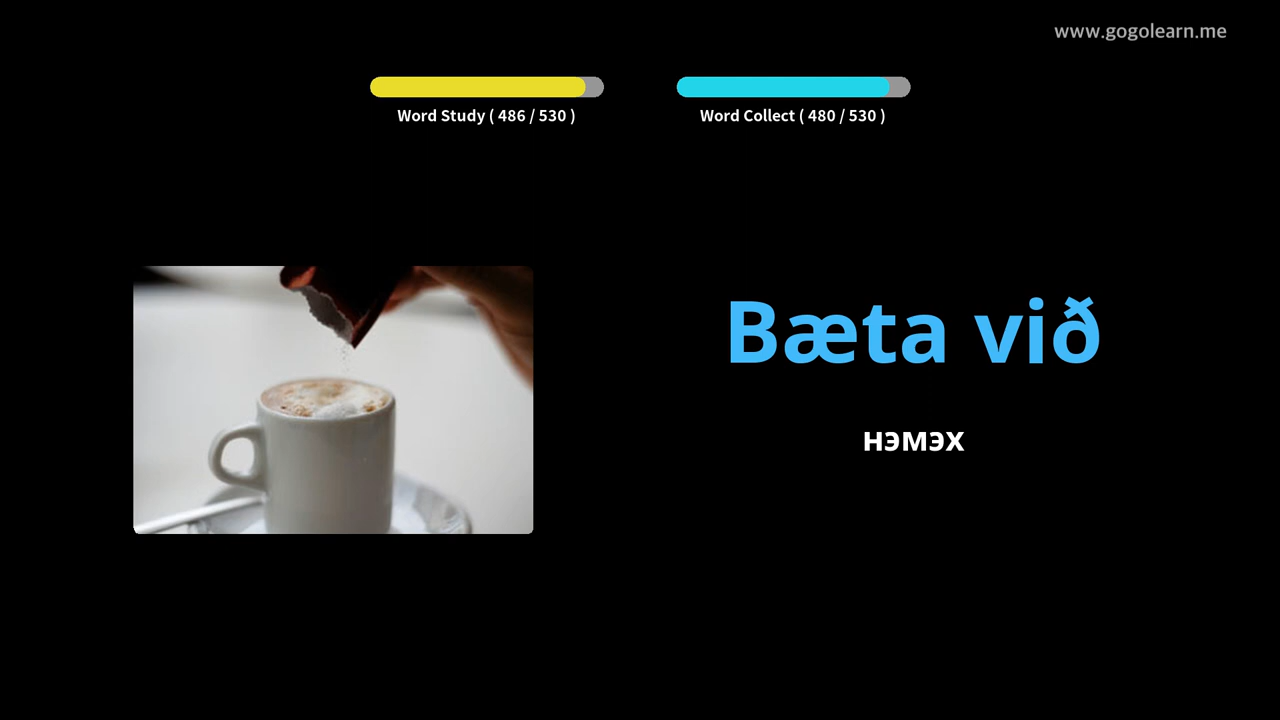 www.gogolearn.me
Word Study ( 486 / 530 )
Word Collect ( 480 / 530 )
Bæta við
нэмэх